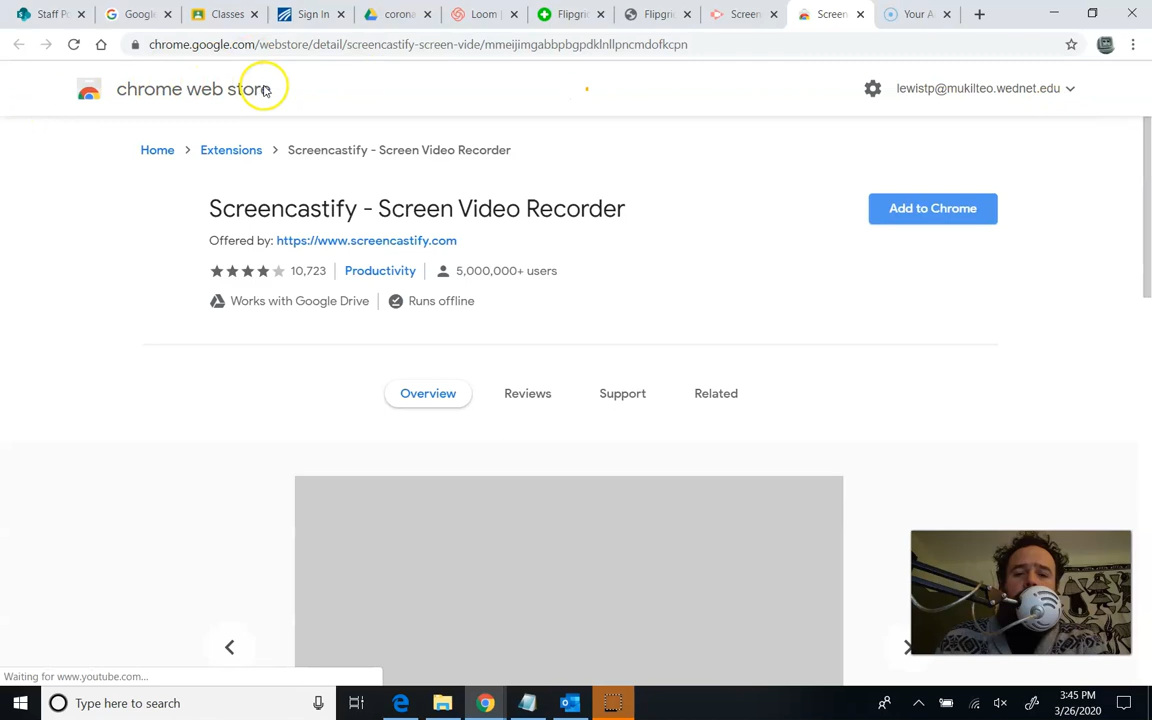 Staff Po
Google
Classes
Sign In
corona
Loom |
Flipgrid
Flipgri
Screen
Screen
Your A
chrome.google.com/webstore/detail/screencastify-screen-vide/mmeijimgabbpbgpdklnllpncmdofkcpn
chrome web store
lewistp@mukilteo.wednet.edu
Home > Extensions > Screencastify - Screen Video Recorder
Screencastify - Screen Video Recorder
Add to Chrome
Offered by: https://www.screencastify.com
10,723 | Productivity | 5,000,000+ users
Works with Google Drive | Runs offline
Overview Reviews Support Related
Waiting for www.youtube.com...
Type here to search
3:45 PM
3/26/2020